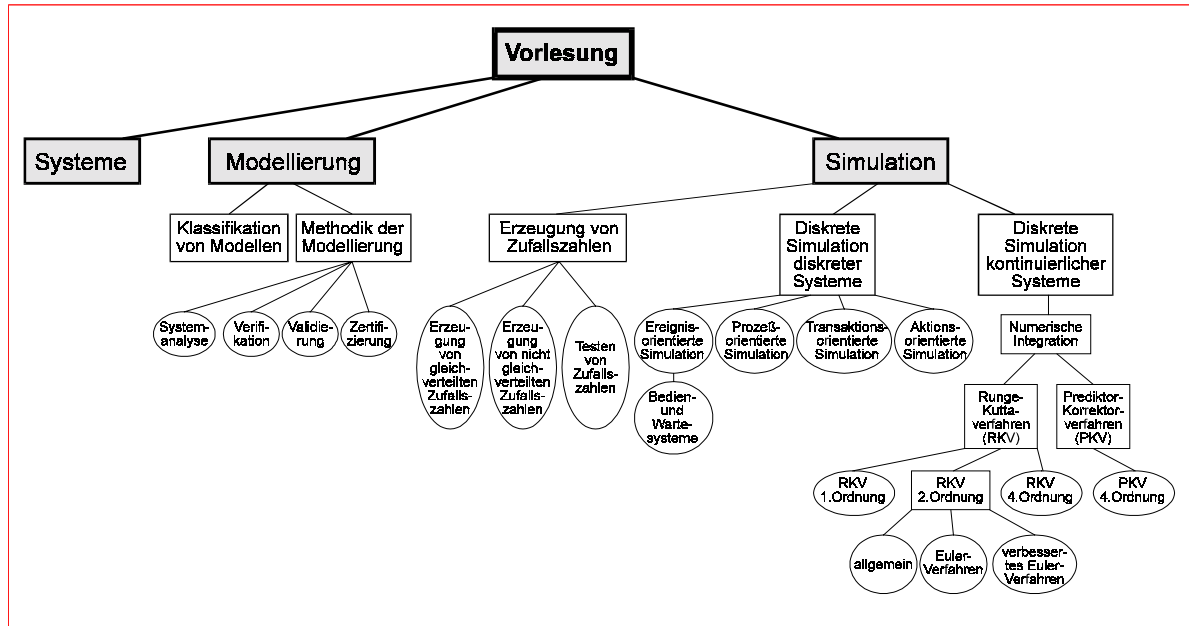 Vorlesung
Systeme
Modellierung
Simulation
Klassifikation
von Modellen
Methodik der
Modellierung
Erzeugung von
Zufallszahlen
Diskrete
Simulation
diskreter
Systeme
Diskrete
Simulation
kontinuierlicher
Systeme
System-
analyse
Verifi-
kation
Validie-
rung
Zertifi-
zierung
Erzeu-
gung von
gleich-
verteilten
Zufalls-
zahlen
Erzeu-
gung
von nicht
gleich-
verteilten
Zufalls-
zahlen
Testen
von
Zufalls-
zahlen
Ereignis-
orientierte
Simulation
Prozeß-
orientierte
Simulation
Transaktions-
orientierte
Simulation
Aktions-
orientierte
Simulation
Numerische
Integration
Bedien-
und
Warte-
systeme
Runge-
Kutta-
verfahren
(RKV)
Prediktor-
Korrektor-
verfahren
(PKV)
RKV
1.Ordnung
RKV
2.Ordnung
RKV
4.Ordnung
PKV
4.Ordnung
allgemein
Euler-
Verfahren
verbesser-
tes Euler-
Verfahren